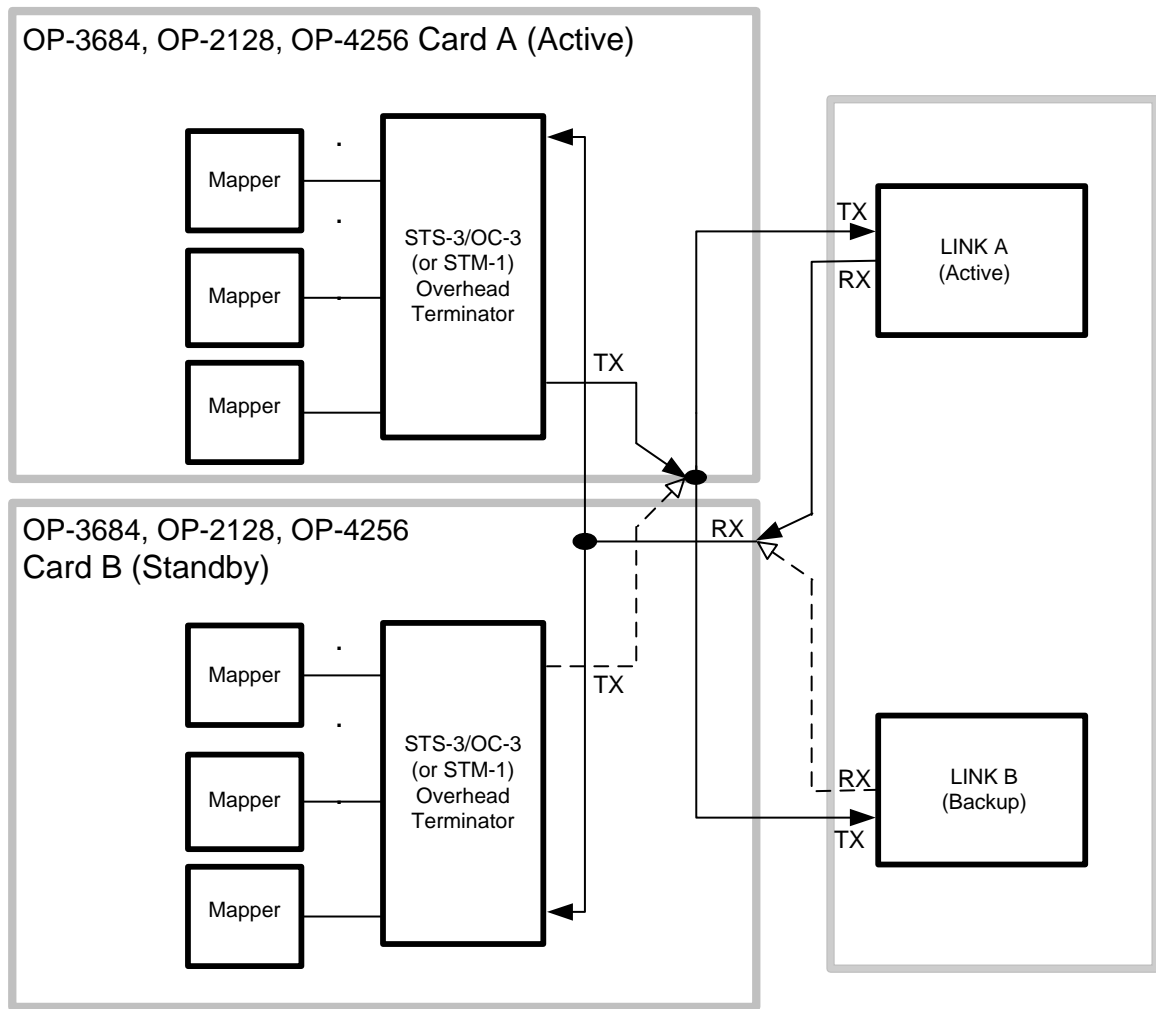 OP-3684, OP-2128, OP-4256 Card A (Active)
Mapper
Mapper
Mapper
STS-3/OC-3
(or STM-1)
Overhead
Terminator
TX
TX
RX
LINK A
(Active)
OP-3684, OP-2128, OP-4256
Card B (Standby)
RX
Mapper
Mapper
Mapper
STS-3/OC-3
(or STM-1)
Overhead
Terminator
TX
RX
TX
LINK B
(Backup)